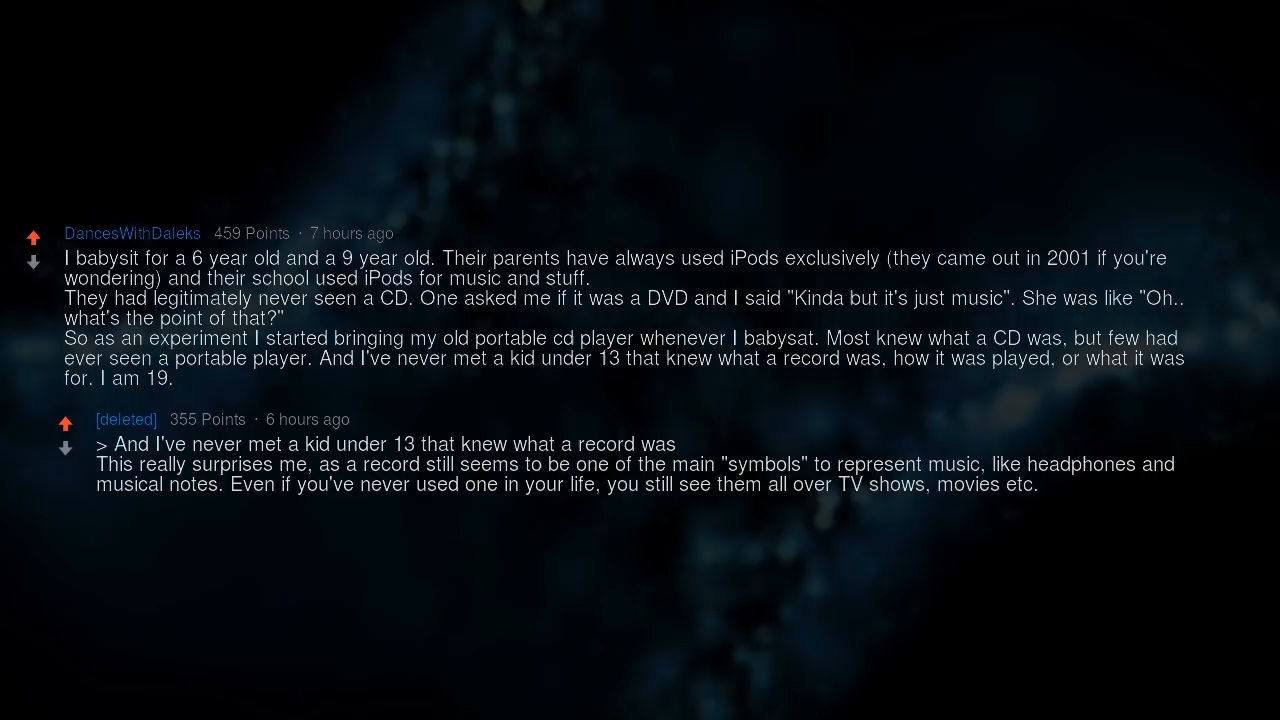 DancesWithDaleks 459 Points · 7 hours ago
I babysit for a 6 year old and a 9 year old. Their parents have always used iPods exclusively (they came out in 2001 if you're
wondering) and their school used iPods for music and stuff.
They had legitimately never seen a CD. One asked me if it was a DVD and I said "Kinda but it's just music". She was like "Oh..
what's the point of that?"
So as an experiment I started bringing my old portable cd player whenever I babysat. Most knew what a CD was, but few had
ever seen a portable player. And I've never met a kid under 13 that knew what a record was, how it was played, or what it was
for. I am 19.
[deleted] 355 Points · 6 hours ago
> And I've never met a kid under 13 that knew what a record was
This really surprises me, as a record still seems to be one of the main "symbols" to represent music, like headphones and
musical notes. Even if you've never used one in your life, you still see them all over TV shows, movies etc.